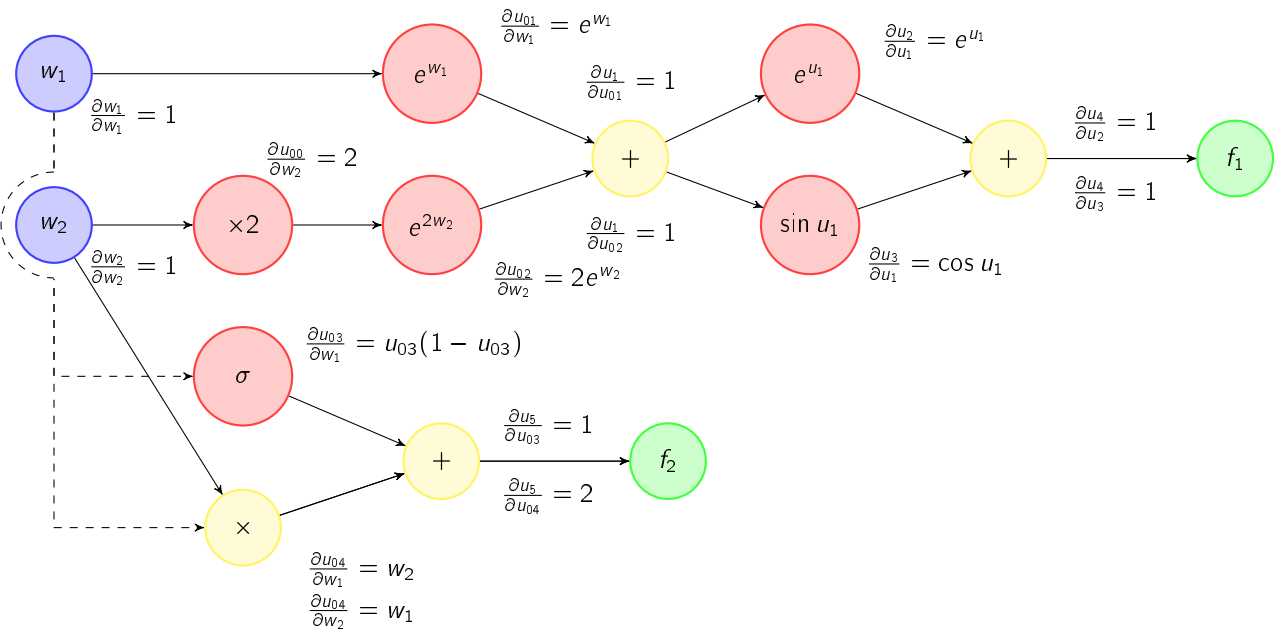 w₁
∂w₁/∂w₁ = 1
e^{w₁}
∂u₀₁/∂w₁ = e^{w₁}
∂u₁/∂u₀₁ = 1
+
∂u₁/∂u₀₂ = 1
e^{u₁}
∂u₂/∂u₁ = e^{u₁}
sin u₁
∂u₃/∂u₁ = cos u₁
+
∂u₄/∂u₂ = 1
∂u₄/∂u₃ = 1
f₁
w₂
∂w₂/∂w₂ = 1
×2
∂u₀₀/∂w₂ = 2
e^{2w₂}
∂u₀₂/∂w₂ = 2e^{w₂}
σ
∂u₀₃/∂w₁ = u₀₃(1 − u₀₃)
×
∂u₀₄/∂w₁ = w₂
∂u₀₄/∂w₂ = w₁
+
∂u₅/∂u₀₃ = 1
∂u₅/∂u₀₄ = 2
f₂